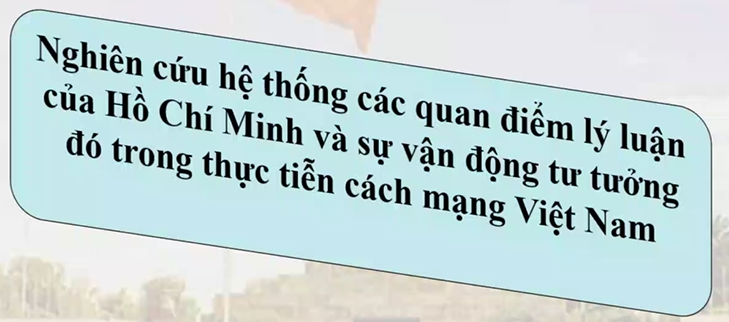 Nghiên cứu hệ thống các quan điểm lý luận
của Hồ Chí Minh và sự vận động tư tưởng
đó trong thực tiễn cách mạng Việt Nam